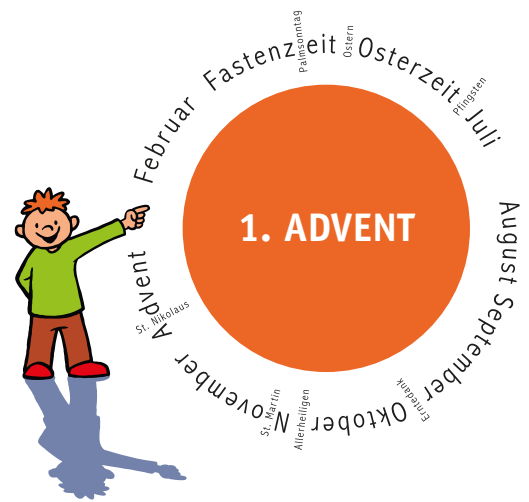 1. ADVENT
Advent
St. Nikolaus
Februar
Fastenzeit
Palmsonntag
Ostern
Osterzeit
Pfingsten
Juli
August
September
Erntedank
Oktober
Allerheiligen
St. Martin
November